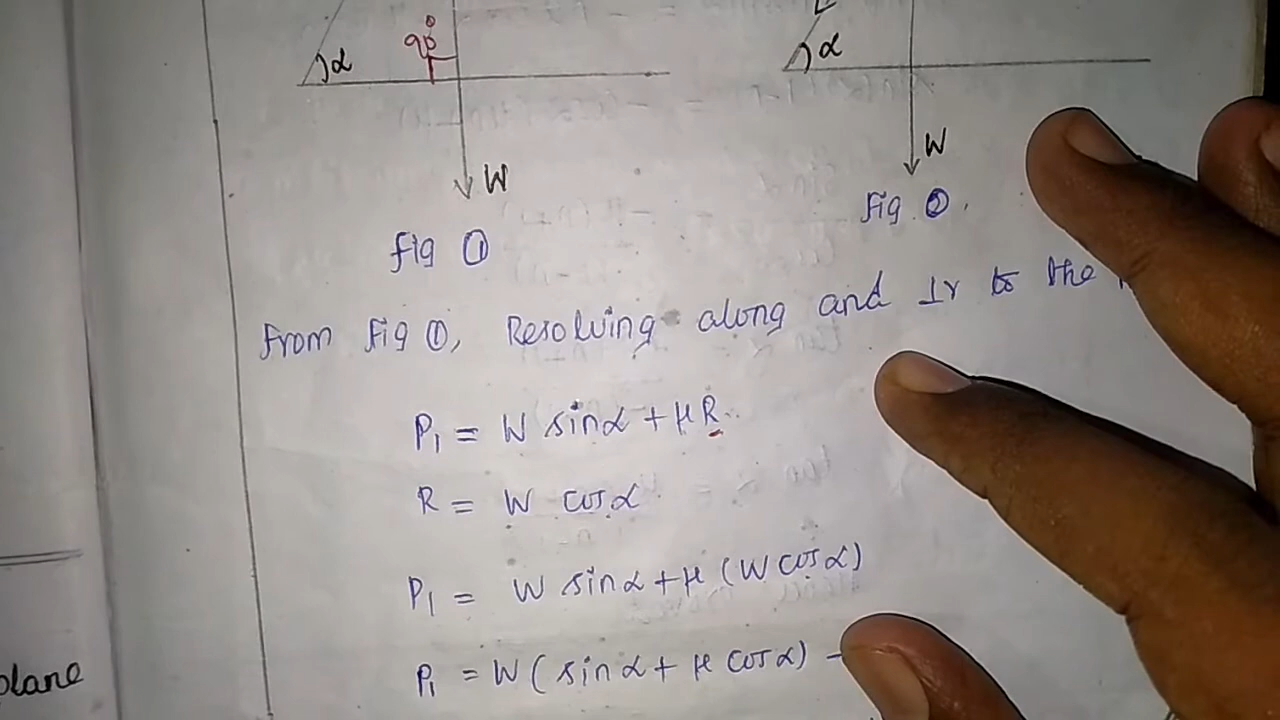 90°
α
α
W
W
Fig ①
Fig ②.
From Fig ①, Resolving along and ⊥r to the
P₁ = W sinα + μR
R = W cosα
P₁ = W sinα + μ (W cosα)
P₁ = W( sinα + μ cosα) –
plane